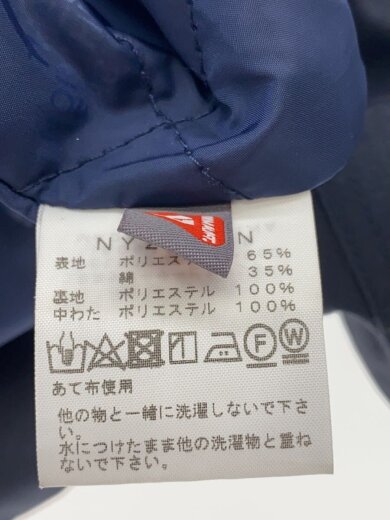 表地 ポリエステル 65%
綿 35%
裏地 ポリエステル 100%
中わた ポリエステル 100%
あて布使用
他の物と一緒に洗濯しないで下さ
い。
水につけたまま他の洗濯物と重ね
ないで下さい。